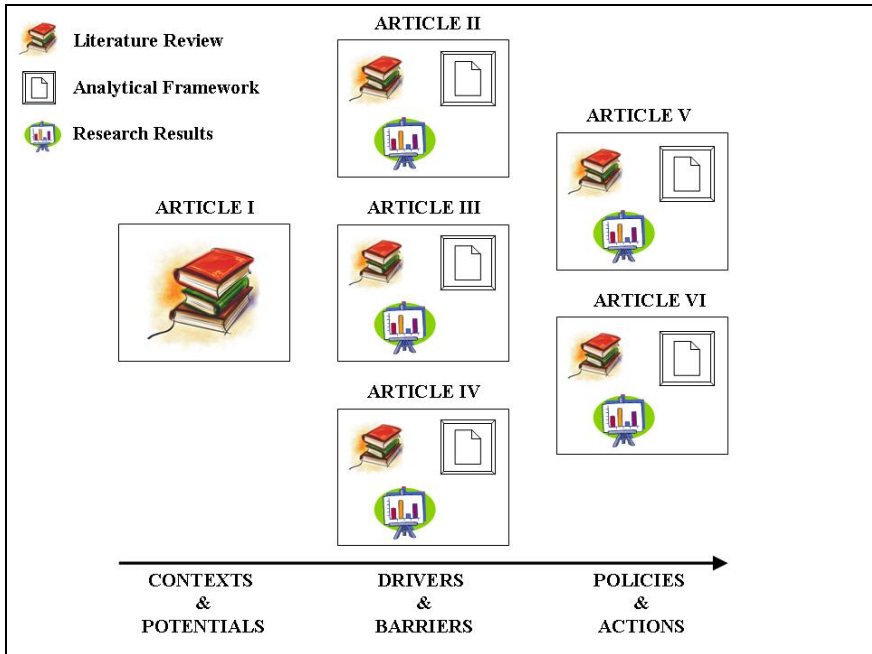 Literature Review
Analytical Framework
Research Results
ARTICLE I
ARTICLE II
ARTICLE III
ARTICLE IV
ARTICLE V
ARTICLE VI
CONTEXTS
&
POTENTIALS
DRIVERS
&
BARRIERS
POLICIES
&
ACTIONS